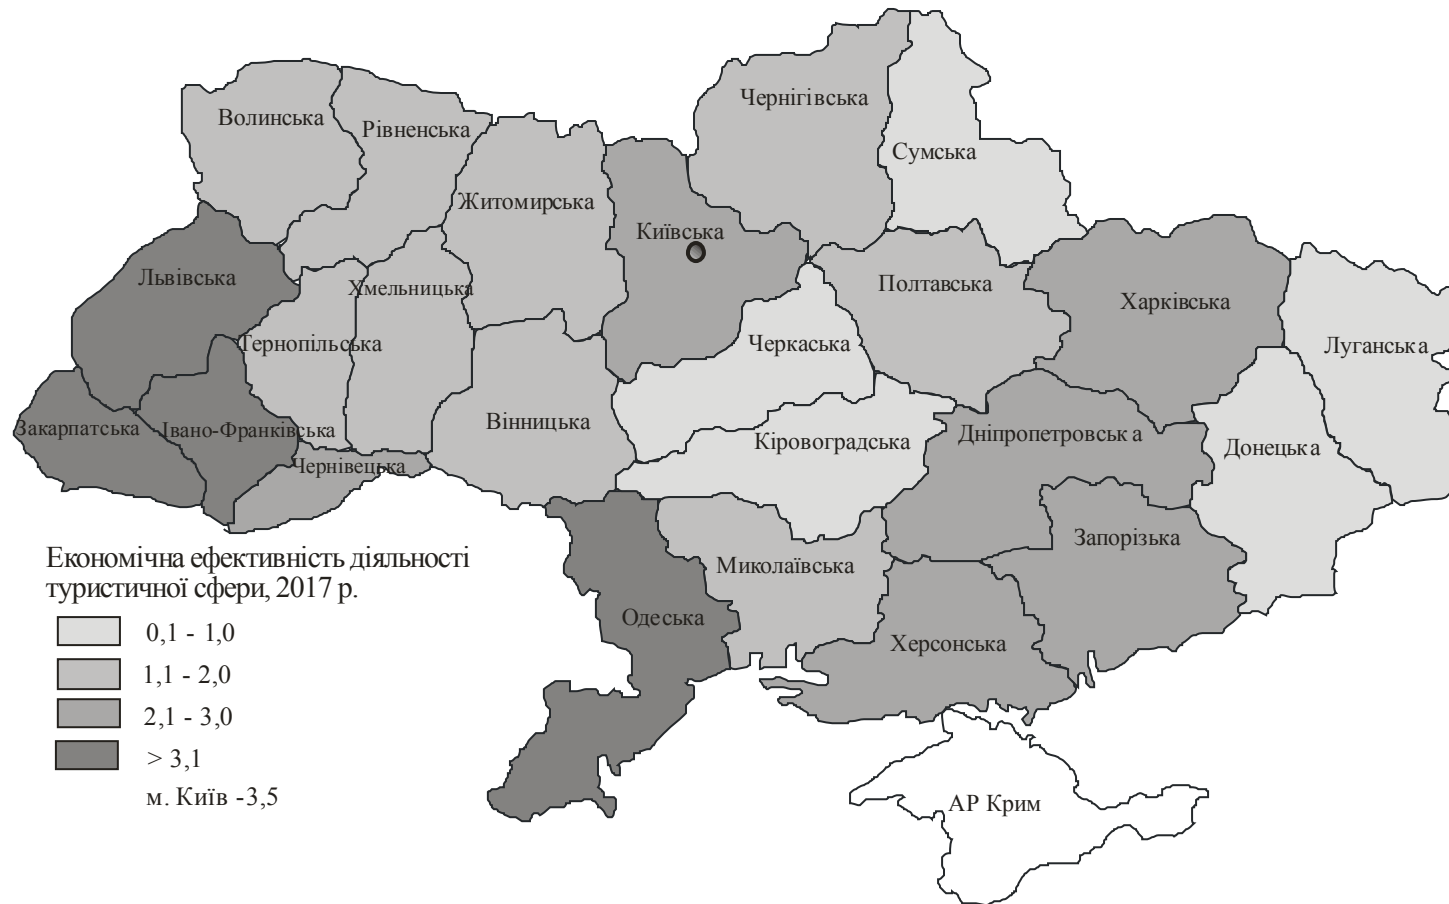 Чернігівська
Волинська
Рівненська
Сумська
Житомирська
Київська
Львівська
Хмельницька
Полтавська
Харківська
Тернопільська
Черкаська
Луганська
Закарпатська
Івано-Франківська
Вінницька
Кіровоградська
Дніпропетровська
Донецька
Чернівецька
Запорізька
Миколаївська
Одеська
Херсонська
АР Крим
Економічна ефективність діяльності
туристичної сфери, 2017 р.
0,1 - 1,0
1,1 - 2,0
2,1 - 3,0
> 3,1
м. Київ -3,5